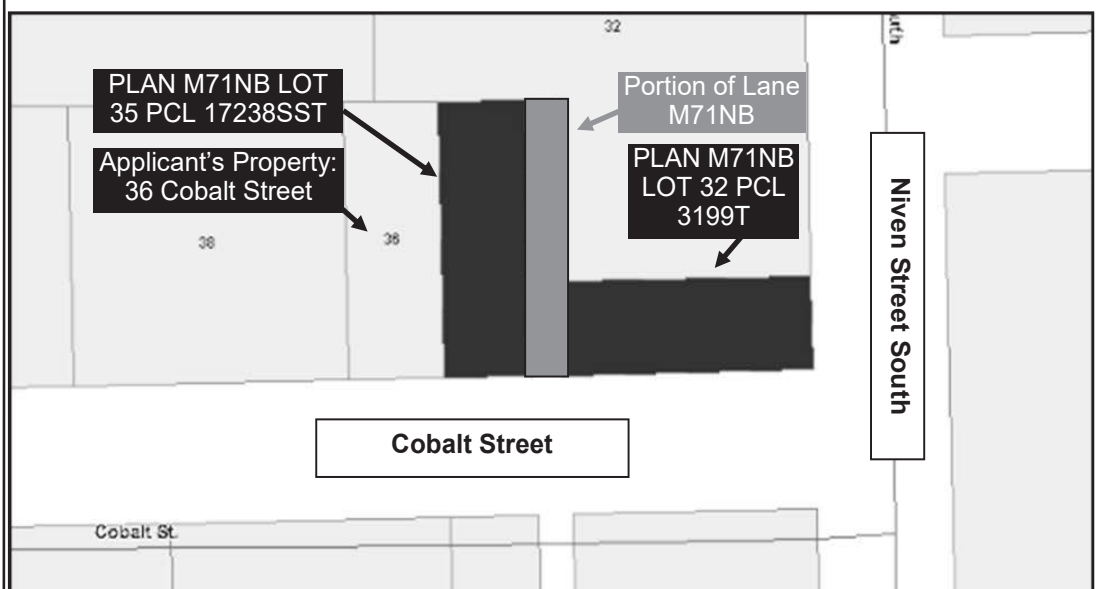 32
uth
PLAN M71NB LOT
35 PCL 17238SST
Portion of Lane
M71NB
Applicant's Property:
36 Cobalt Street
PLAN M71NB
LOT 32 PCL
3199T
Niven Street South
38
36
Cobalt Street
Cobalt St.